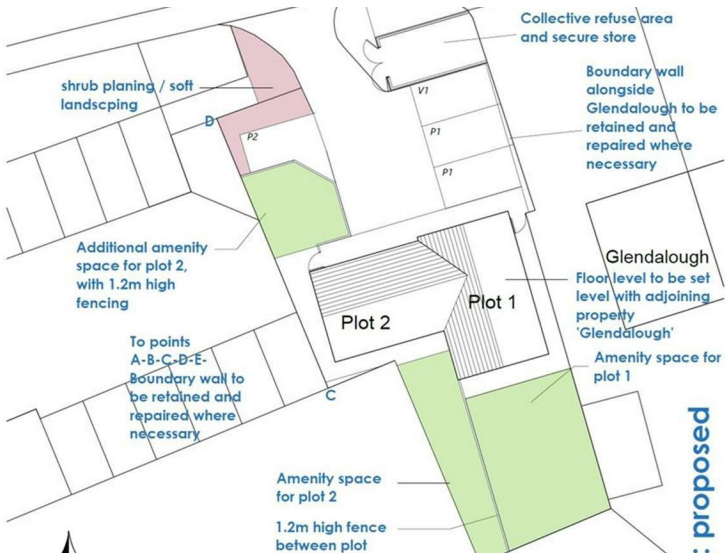 Collective refuse area
and secure store
shrub planing / soft
landscping
Boundary wall
alongside
Glendalough to be
retained and
repaired where
necessary
V1
D
P2
P1
P1
Additional amenity
space for plot 2,
with 1.2m high
fencing
Glendalough
Floor level to be set
level with adjoining
property
'Glendalough'
Plot 1
Plot 2
To points
A-B-C-D-E-
Boundary wall to
be retained and
repaired where
necessary
Amenity space for
plot 1
C
Amenity space
for plot 2
1.2m high fence
between plot
: proposed